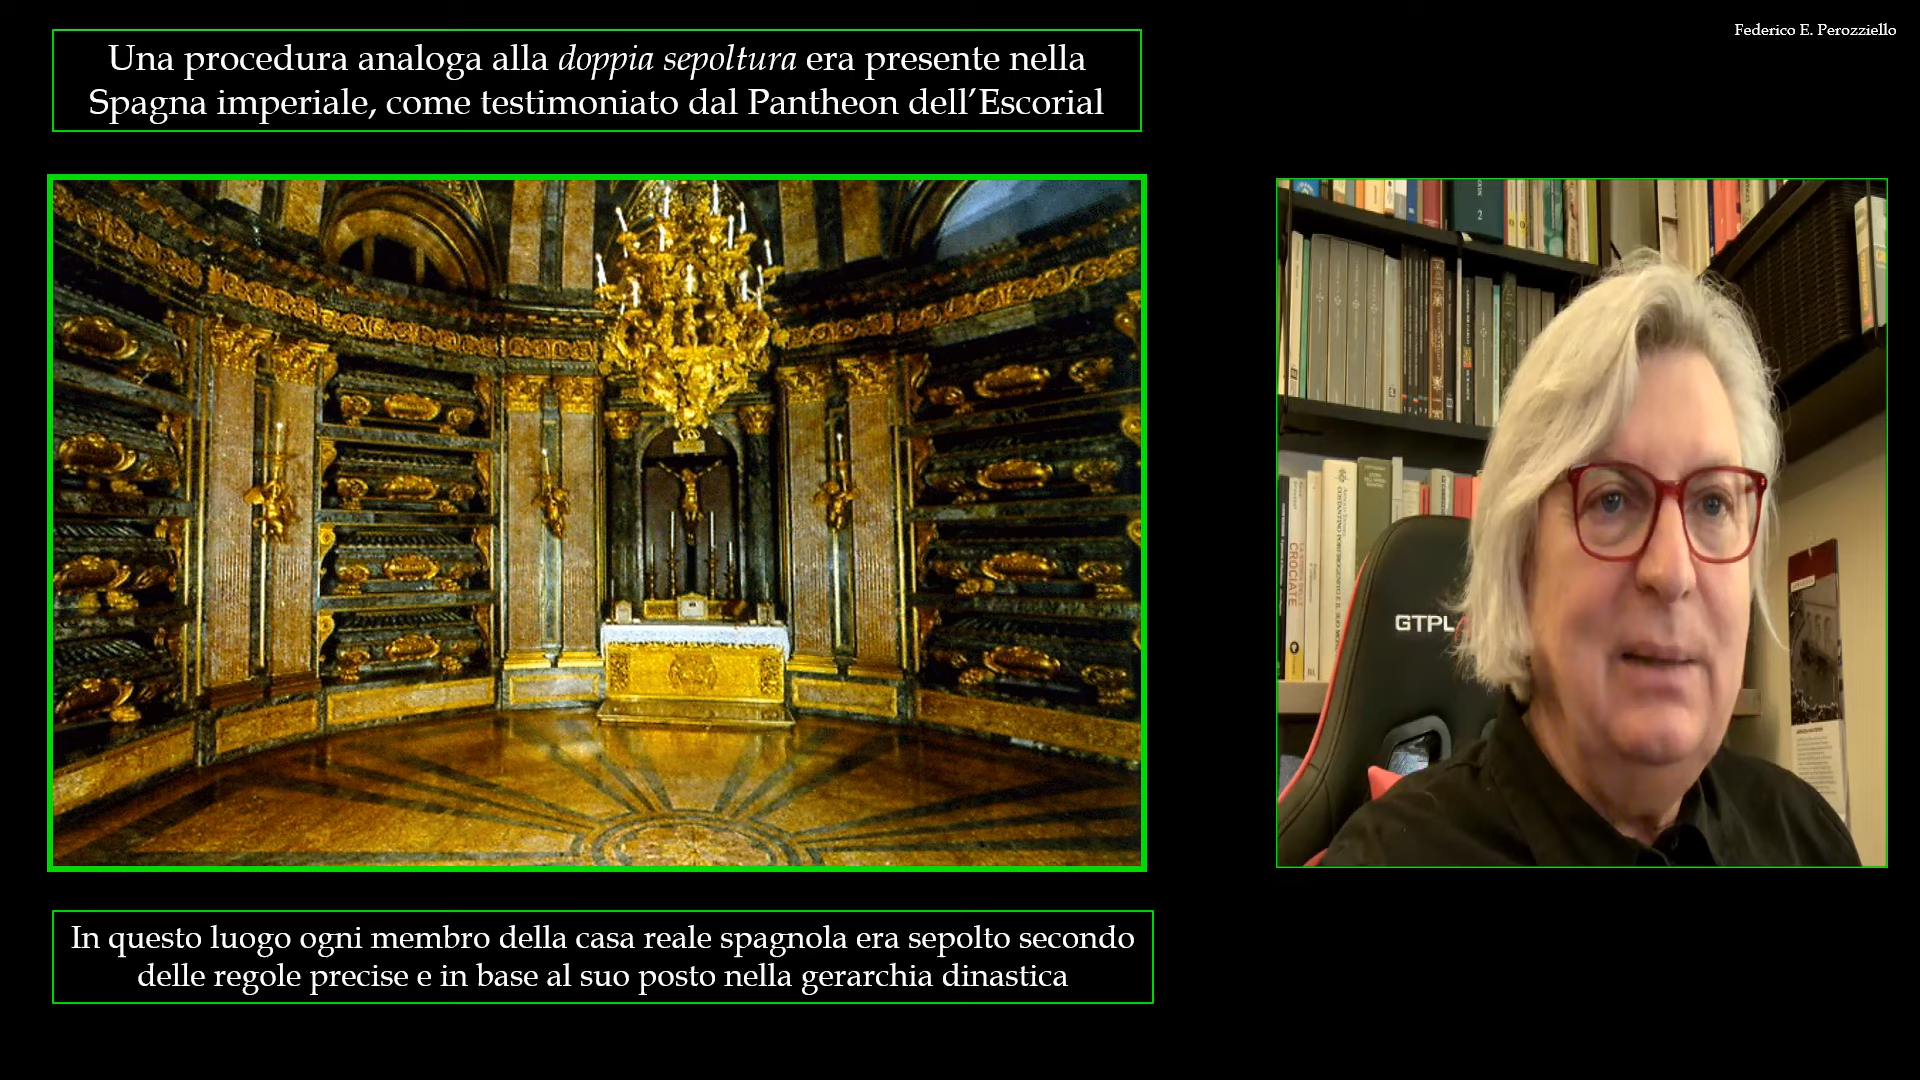 Federico E. Perozziello
Una procedura analoga alla doppia sepoltura era presente nella
Spagna imperiale, come testimoniato dal Pantheon dell'Escorial
2
CROCIATE
GTPL
In questo luogo ogni membro della casa reale spagnola era sepolto secondo
delle regole precise e in base al suo posto nella gerarchia dinastica